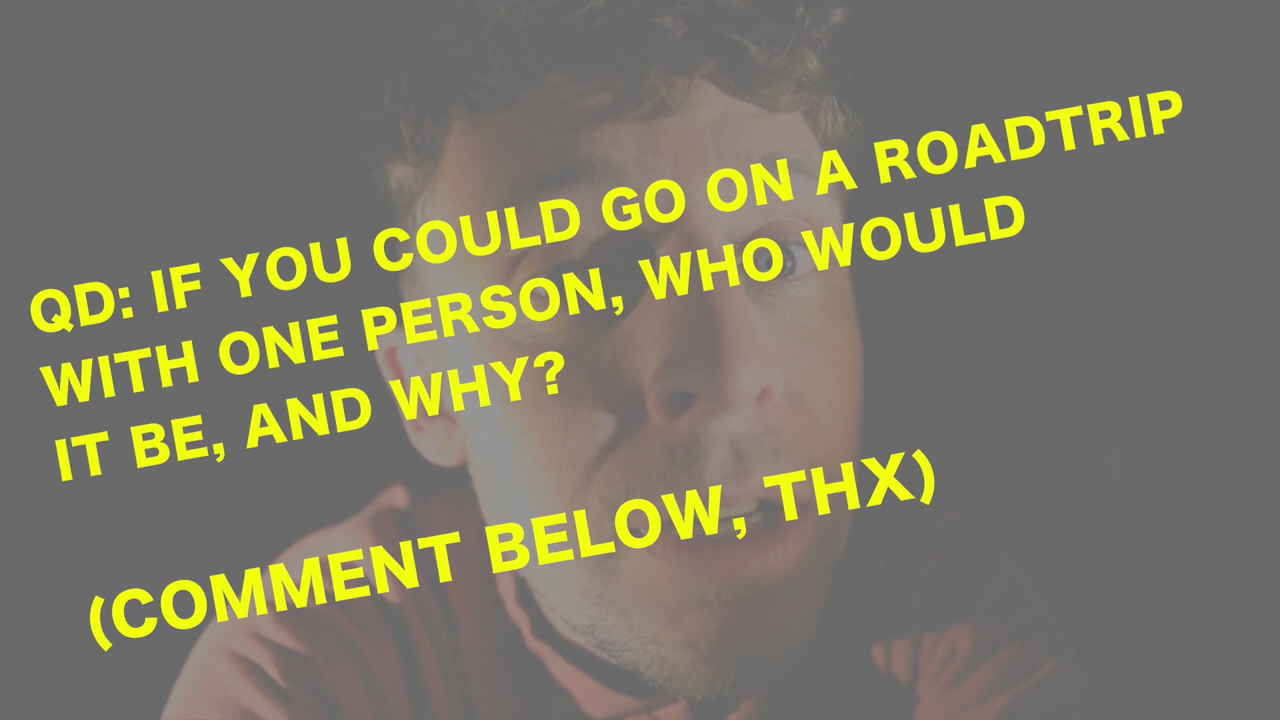 QD: IF YOU COULD GO ON A ROADTRIP
WITH ONE PERSON, WHO WOULD
IT BE, AND WHY?
(COMMENT BELOW, THX)